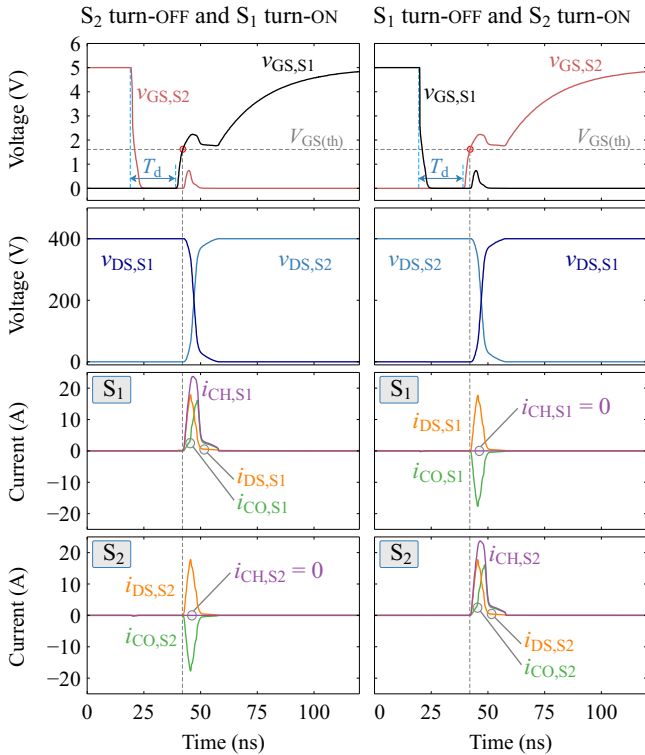 S2 turn-OFF and S1 turn-ON
S1 turn-OFF and S2 turn-ON
Voltage (V)
6
5
4
3
2
1
0
vGS,S2
vGS,S1
VGS(th)
Td
vGS,S1
vGS,S2
VGS(th)
Td
Voltage (V)
400
200
0
vDS,S1
vDS,S2
vDS,S2
vDS,S1
Current (A)
20
10
0
−10
−20
S1
iCH,S1
iDS,S1
iCO,S1
S1
iCH,S1 = 0
iDS,S1
iCO,S1
Current (A)
20
10
0
−10
−20
S2
iCH,S2 = 0
iDS,S2
iCO,S2
S2
iCH,S2
iDS,S2
iCO,S2
0 25 50 75 100
0 25 50 75 100
Time (ns)
Time (ns)